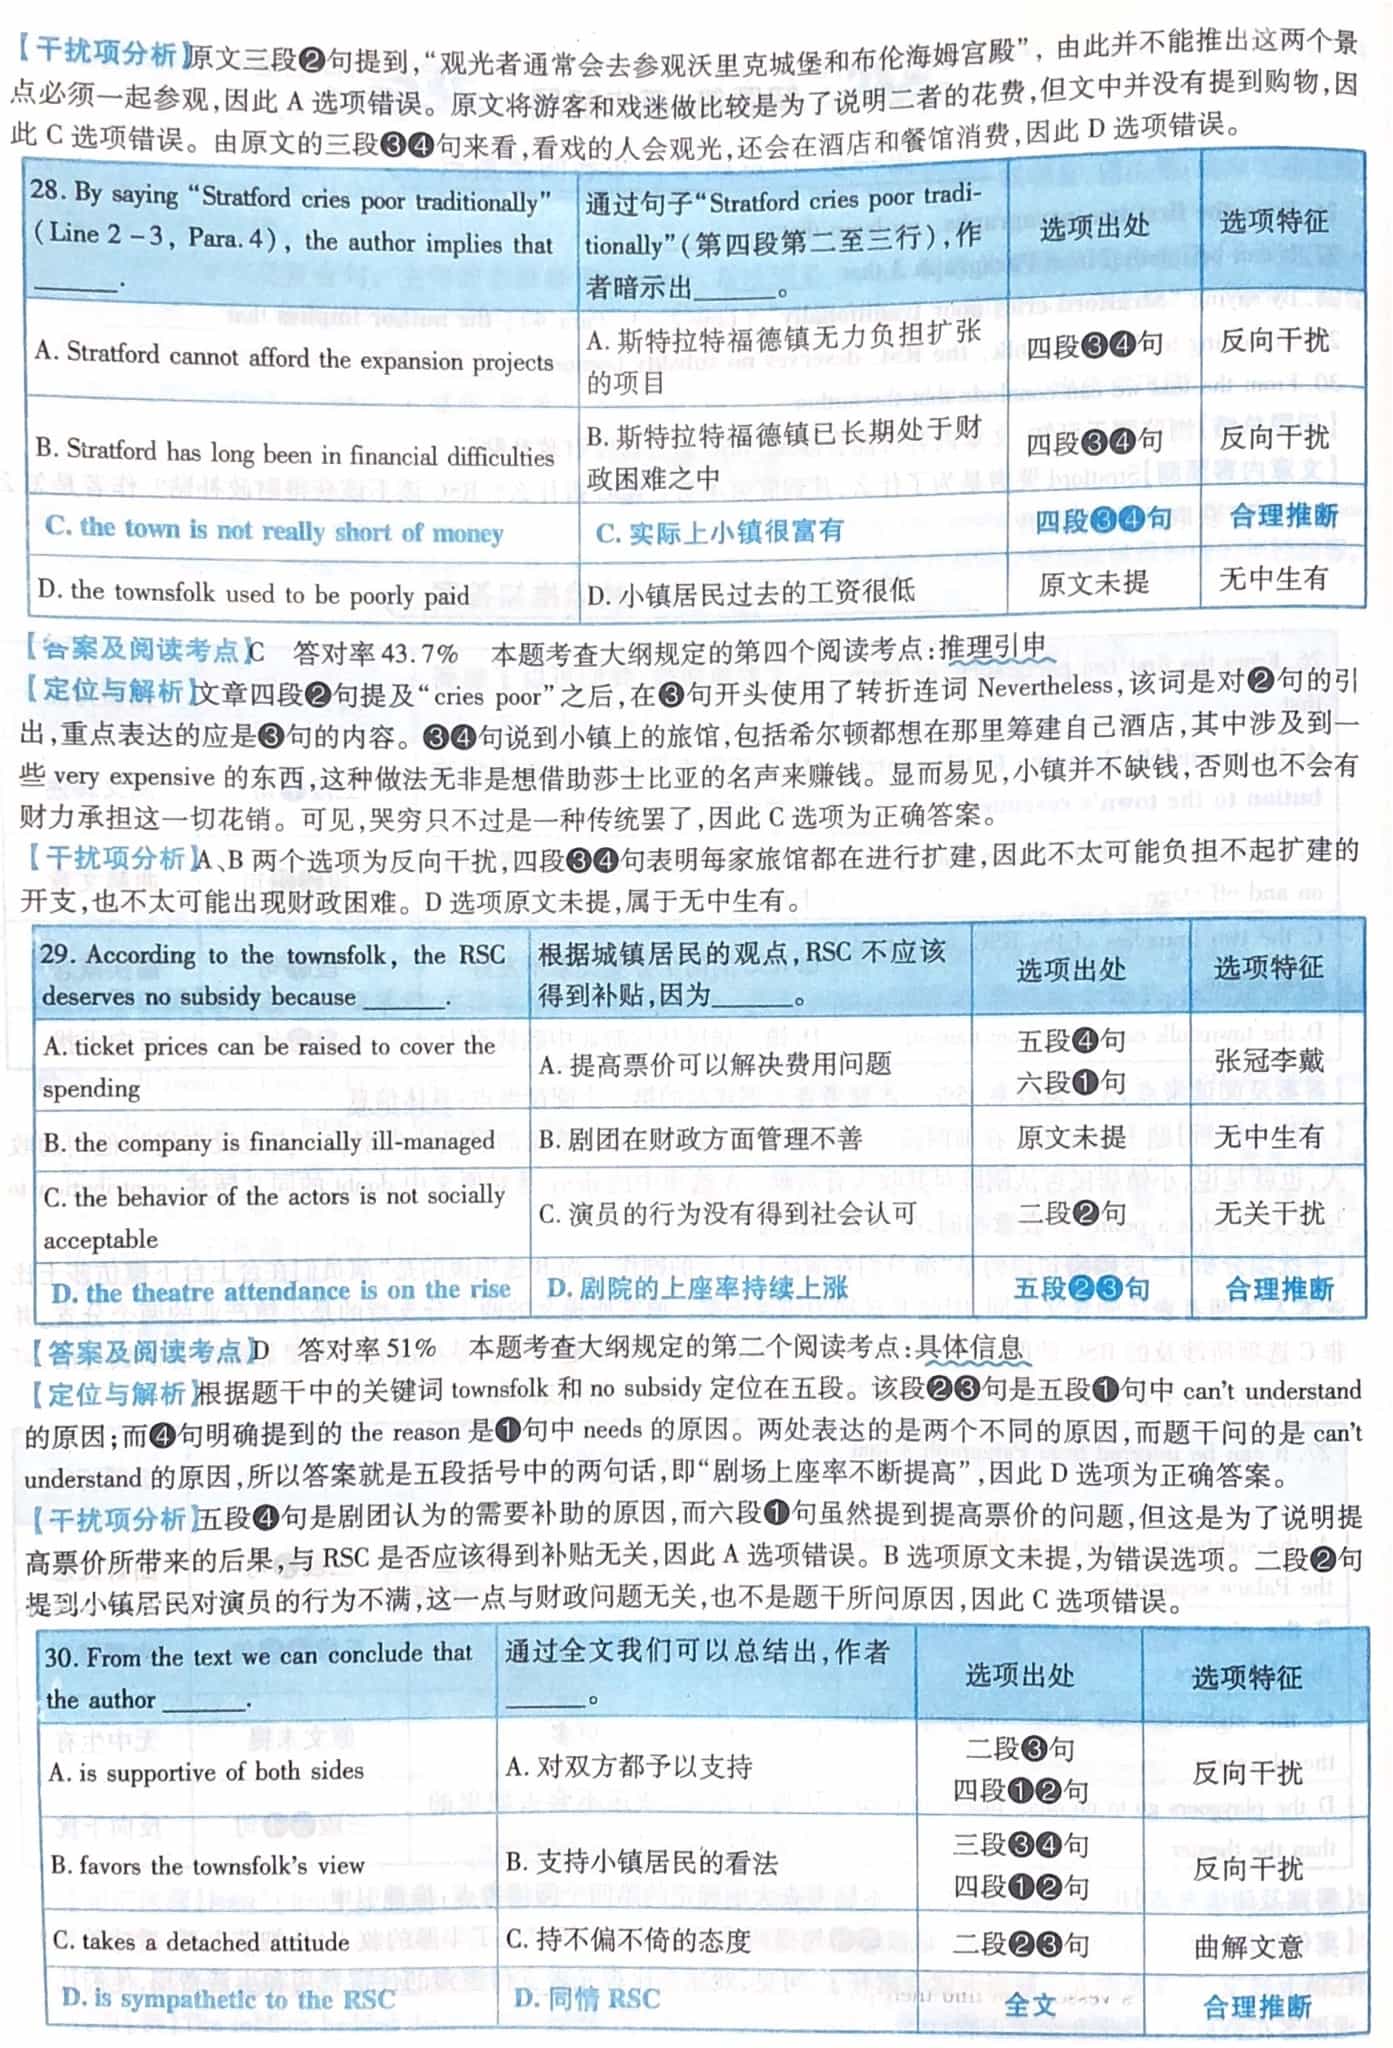 【干扰项分析】原文三段❷句提到,“观光者通常会去参观沃里克城堡和布伦海姆宫殿”，由此并不能推出这两个景
点必须一起参观,因此 A 选项错误。原文将游客和戏迷做比较是为了说明二者的花费,但文中并没有提到购物,因
此 C 选项错误。由原文的三段❸❹句来看,看戏的人会观光,还会在酒店和餐馆消费,因此 D 选项错误。
28. By saying “Stratford cries poor traditionally”
(Line 2-3, Para. 4), the author implies that
______.
通过句子“Stratford cries poor tradi-
tionally”(第四段第二至三行),作
者暗示出______。
选项出处
选项特征
A. Stratford cannot afford the expansion projects
A. 斯特拉特福德镇无力负担扩张
的项目
四段❸❹句
反向干扰
B. Stratford has long been in financial difficulties
B. 斯特拉特福德镇已长期处于财
政困难之中
四段❸❹句
反向干扰
C. the town is not really short of money
C. 实际上小镇很富有
四段❸❹句
合理推断
D. the townsfolk used to be poorly paid
D. 小镇居民过去的工资很低
原文未提
无中生有
【答案及阅读考点】C 答对率 43.7% 本题考查大纲规定的第四个阅读考点:推理引申
【定位与解析】文章四段❷句提及“cries poor”之后,在❸句开头使用了转折连词 Nevertheless,该词是对❷句的引
出,重点表达的应是❸句的内容。❸❹句说到小镇上的旅馆,包括希尔顿都想在那里筹建自己酒店,其中涉及到一
些 very expensive 的东西,这种做法无非是想借助莎士比亚的名声来赚钱。显而易见,小镇并不缺钱,否则也不会有
财力承担这一切花销。可见,哭穷只不过是一种传统罢了,因此 C 选项为正确答案。
【干扰项分析】A、B 两个选项为反向干扰,四段❸❹句表明每家旅馆都在进行扩建,因此不太可能负担不起扩建的
开支,也不太可能出现财政困难。D 选项原文未提,属于无中生有。
29. According to the townsfolk, the RSC
deserves no subsidy because ______.
根据城镇居民的观点,RSC 不应该
得到补贴,因为______。
选项出处
选项特征
A. ticket prices can be raised to cover the
spending
A. 提高票价可以解决费用问题
五段❹句
六段❶句
张冠李戴
B. the company is financially ill-managed
B. 剧团在财政方面管理不善
原文未提
无中生有
C. the behavior of the actors is not socially
acceptable
C. 演员的行为没有得到社会认可
二段❷句
无关干扰
D. the theatre attendance is on the rise
D. 剧院的上座率持续上涨
五段❷❸句
合理推断
【答案及阅读考点】D 答对率 51% 本题考查大纲规定的第二个阅读考点:具体信息
【定位与解析】根据题干中的关键词 townsfolk 和 no subsidy 定位在五段。该段❷❸句是五段❶句中 can’t understand
的原因;而❹句明确提到的 the reason 是❶句中 needs 的原因。两处表达的是两个不同的原因,而题干问的是 can’t
understand 的原因,所以答案就是五段括号中的两句话,即“剧场上座率不断提高”,因此 D 选项为正确答案。
【干扰项分析】五段❹句是剧团认为的需要补助的原因,而六段❶句虽然提到提高票价的问题,但这是为了说明提
高票价所带来的后果,与 RSC 是否应该得到补贴无关,因此 A 选项错误。B 选项原文未提,为错误选项。二段❷句
提到小镇居民对演员的行为不满,这一点与财政问题无关,也不是题干所问原因,因此 C 选项错误。
30. From the text we can conclude that
the author ______.
通过全文我们可以总结出,作者
______。
选项出处
选项特征
A. is supportive of both sides
A. 对双方都予以支持
二段❸句
四段❶❷句
反向干扰
B. favors the townsfolk’s view
B. 支持小镇居民的看法
三段❸❹句
四段❶❷句
反向干扰
C. takes a detached attitude
C. 持不偏不倚的态度
二段❷❸句
曲解文意
D. is sympathetic to the RSC
D. 同情 RSC
全文
合理推断